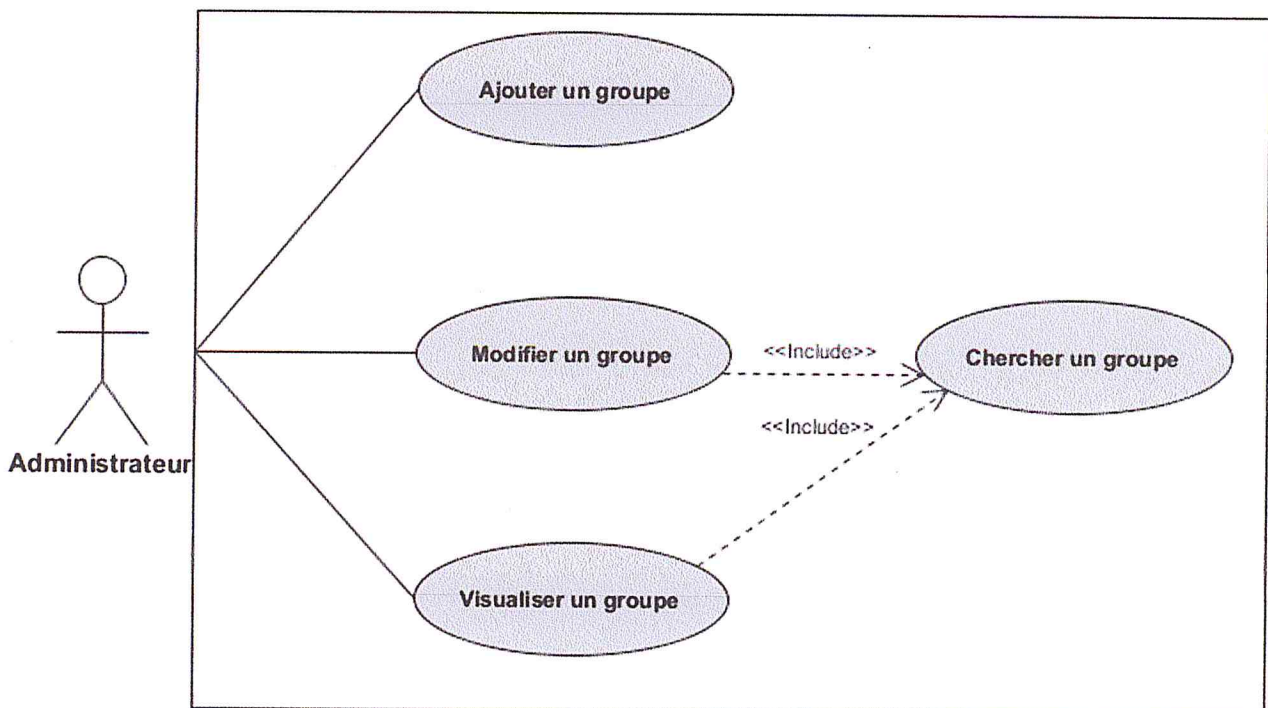 Ajouter un groupe
Modifier un groupe
<<Include>>
Chercher un groupe
<<Include>>
Administrateur
Visualiser un groupe